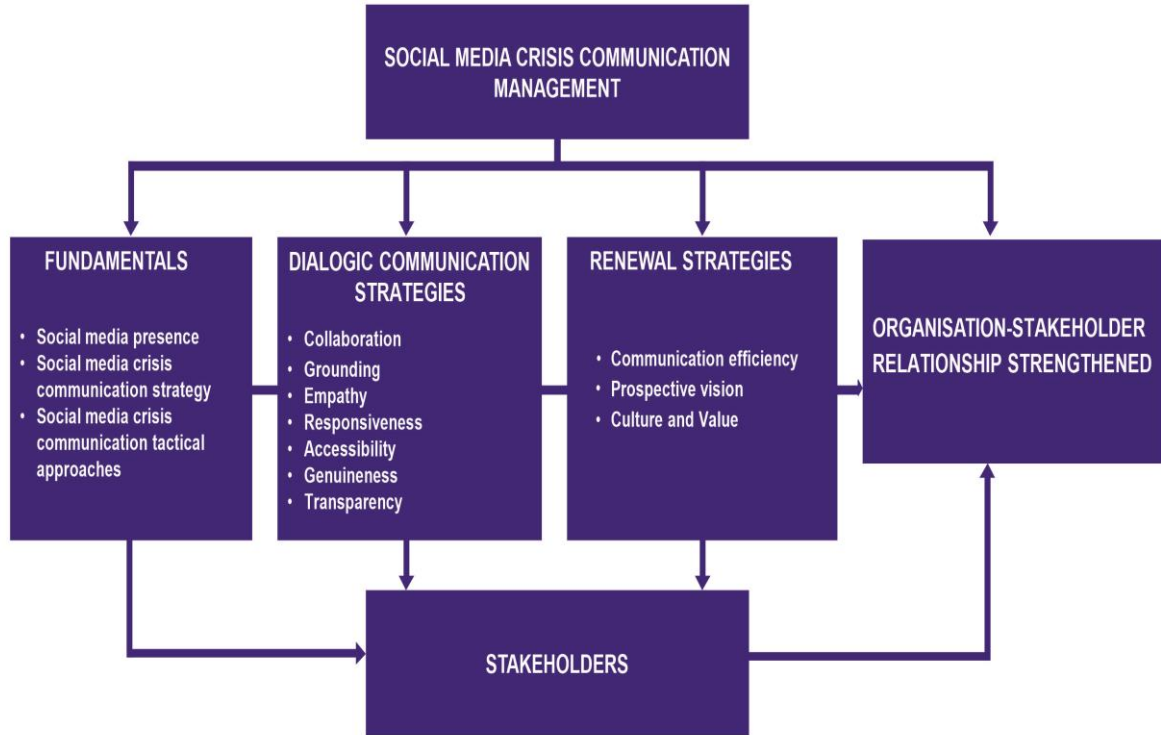 SOCIAL MEDIA CRISIS COMMUNICATION
MANAGEMENT
FUNDAMENTALS
• Social media presence
• Social media crisis
communication strategy
• Social media crisis
communication tactical
approaches
DIALOGIC COMMUNICATION
STRATEGIES
• Collaboration
• Grounding
• Empathy
• Responsiveness
• Accessibility
• Genuineness
• Transparency
RENEWAL STRATEGIES
• Communication efficiency
• Prospective vision
• Culture and Value
ORGANISATION-STAKEHOLDER
RELATIONSHIP STRENGTHENED
STAKEHOLDERS